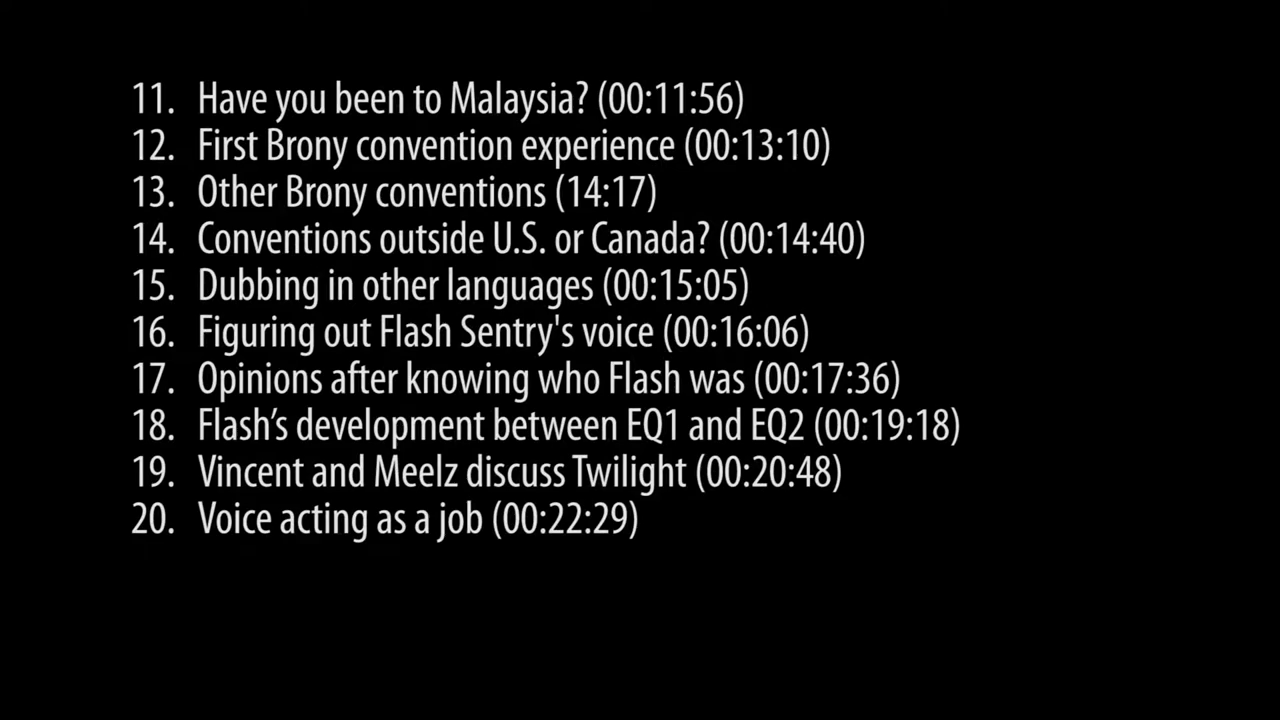 11. Have you been to Malaysia? (00:11:56)
12. First Brony convention experience (00:13:10)
13. Other Brony conventions (14:17)
14. Conventions outside U.S. or Canada? (00:14:40)
15. Dubbing in other languages (00:15:05)
16. Figuring out Flash Sentry's voice (00:16:06)
17. Opinions after knowing who Flash was (00:17:36)
18. Flash’s development between EQ1 and EQ2 (00:19:18)
19. Vincent and Meelz discuss Twilight (00:20:48)
20. Voice acting as a job (00:22:29)